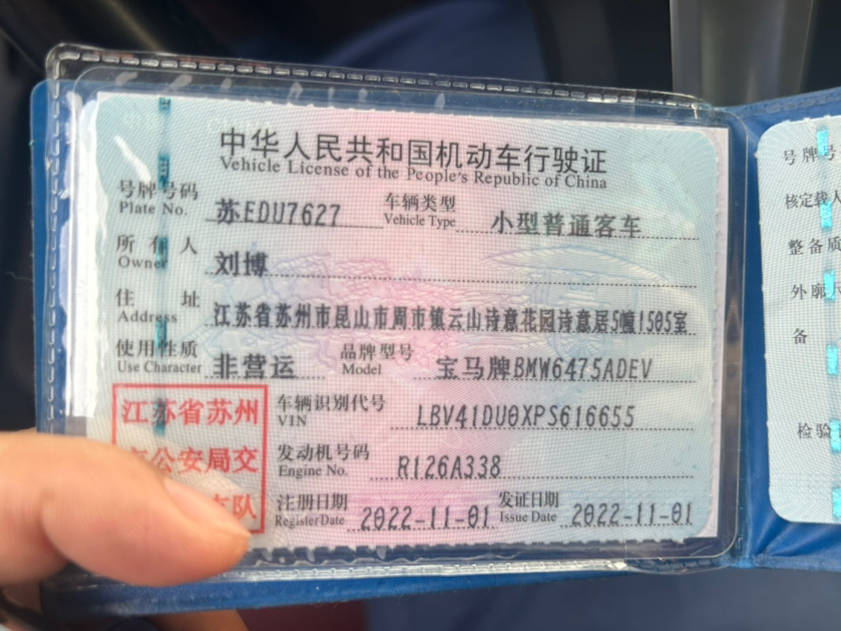 中华人民共和国机动车行驶证
Vehicle License of the People's Republic of China
号牌号码 苏EDU7627 车辆类型 小型普通客车
Plate No. Vehicle Type
所有人 刘博
Owner
住址 江苏省苏州市昆山市周市镇云山诗意花园诗意居5幢1505室
Address
使用性质 非营运 品牌型号 宝马牌BMW6475ADEV
Use Character Model
江苏省苏州
公安局交
队
车辆识别代号 LBV41DU0XPS616655
VIN
发动机号码 R126A338
Engine No.
注册日期 2022-11-01 发证日期 2022-11-01
Register Date Issue Date
号牌号
核定载人
整备质
外廓
备
检验